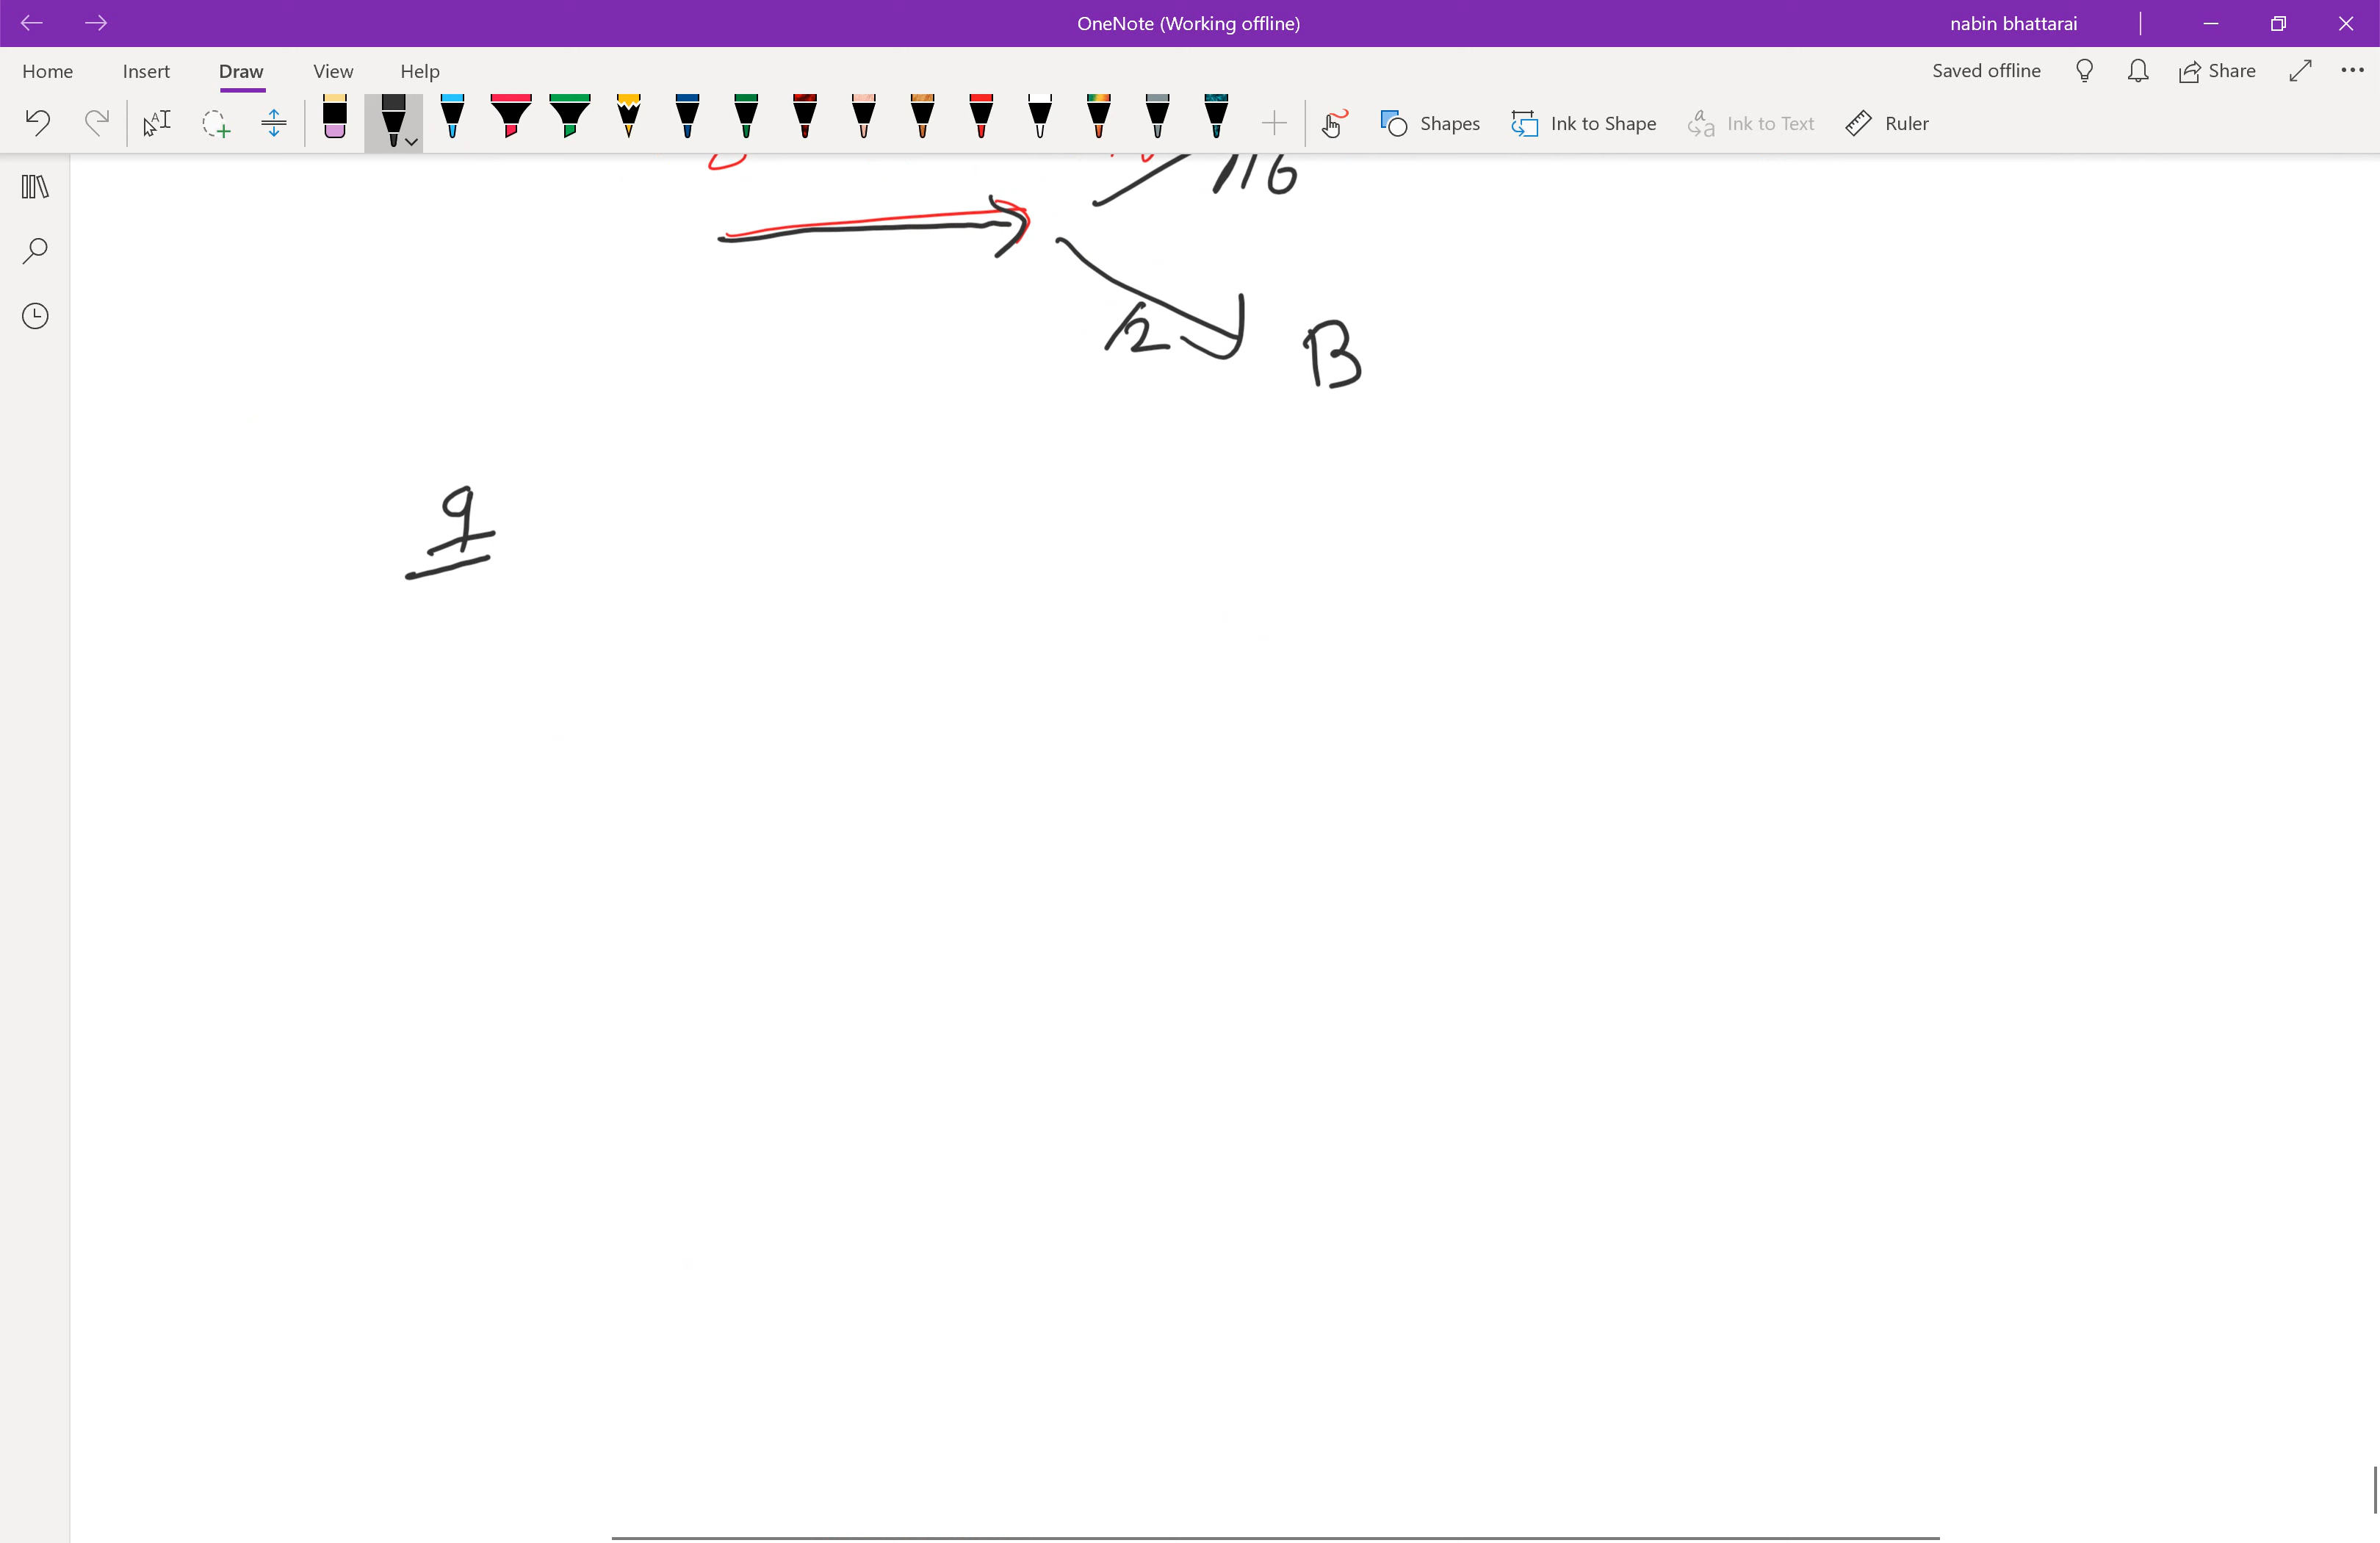 OneNote (Working offline)
nabin bhattarai
Home Insert Draw View Help
Saved offline Share
Shapes Ink to Shape Ink to Text Ruler
/16
/2
B
9